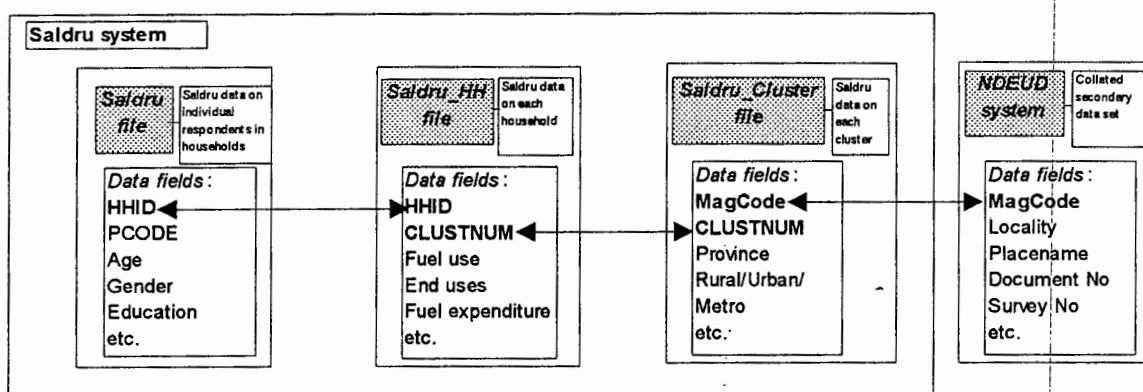 Saldru system
Saldru
file
Saldru data on
individual
respondents in
households
Data fields :
HHID
PCODE
Age
Gender
Education
etc.
Saldru_HH
file
Saldru data
on each
household
Data fields :
HHID
CLUSTNUM
Fuel use
End uses
Fuel expenditure
etc.
Saldru_Cluster
file
Saldru
data on
each
cluster
Data fields :
MagCode
CLUSTNUM
Province
Rural/Urban/
Metro
etc.
NDEUD
system
Collated
secondary
data set
Data fields :
MagCode
Locality
Placename
Document No
Survey No
etc.